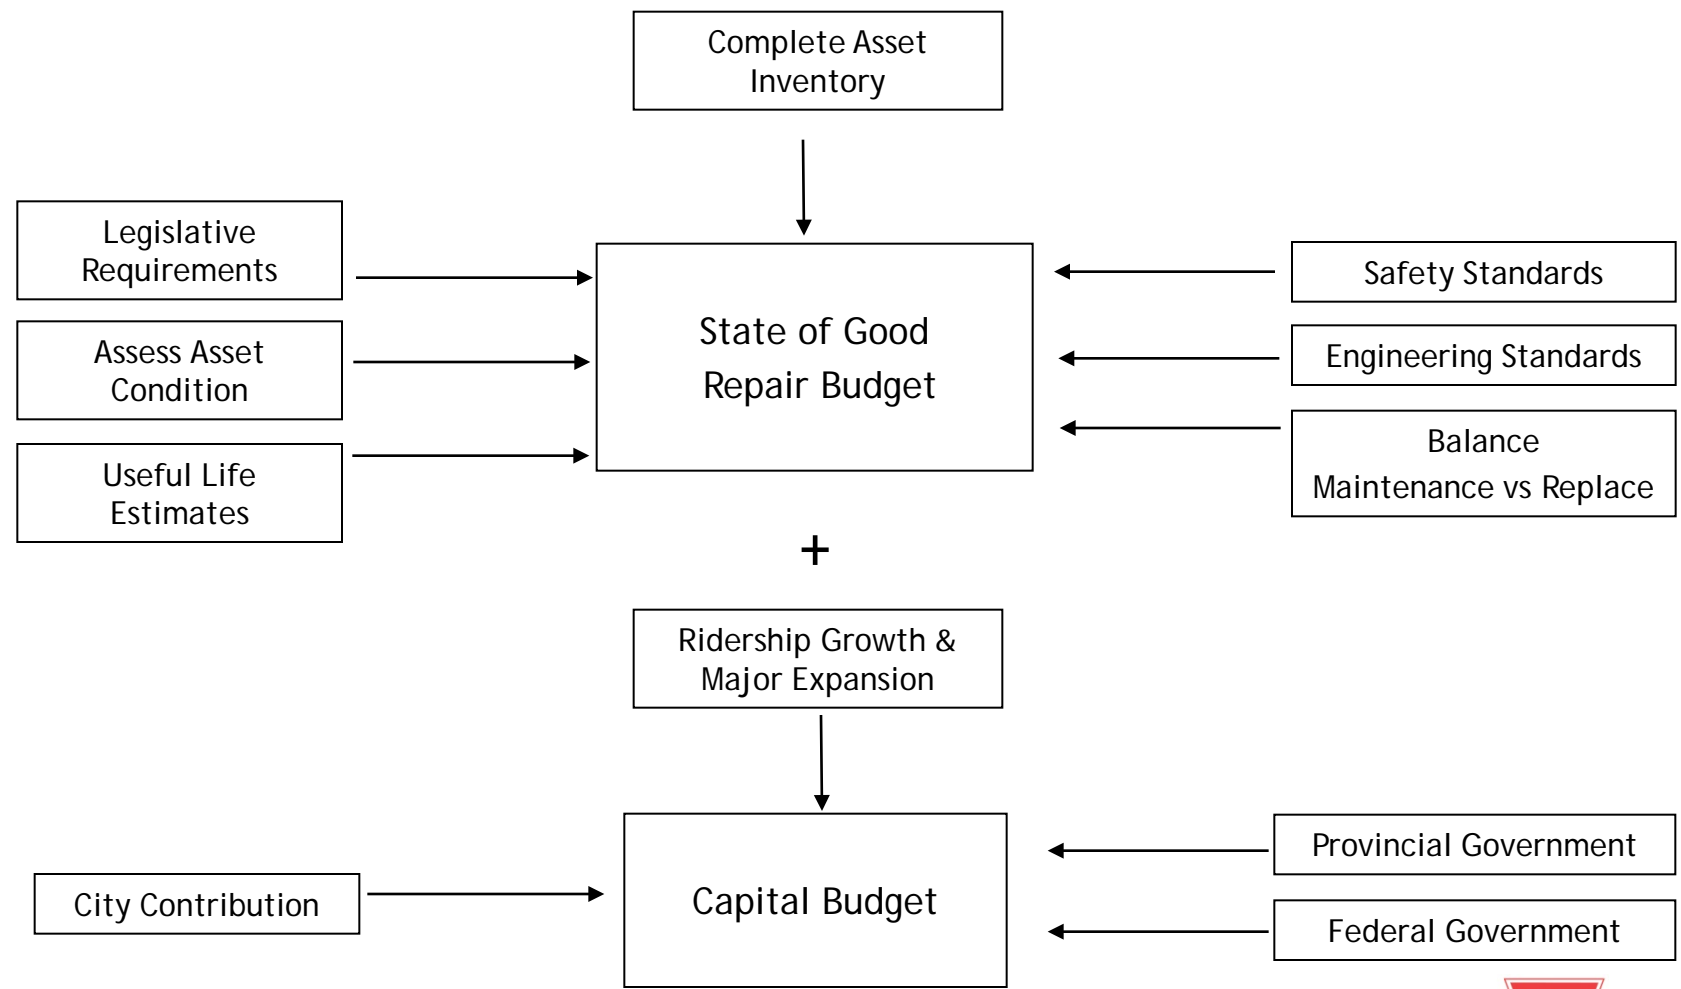 Complete Asset
Inventory
Legislative
Requirements
Assess Asset
Condition
Useful Life
Estimates
State of Good
Repair Budget
Safety Standards
Engineering Standards
Balance
Maintenance vs Replace
+
Ridership Growth &
Major Expansion
City Contribution
Capital Budget
Provincial Government
Federal Government